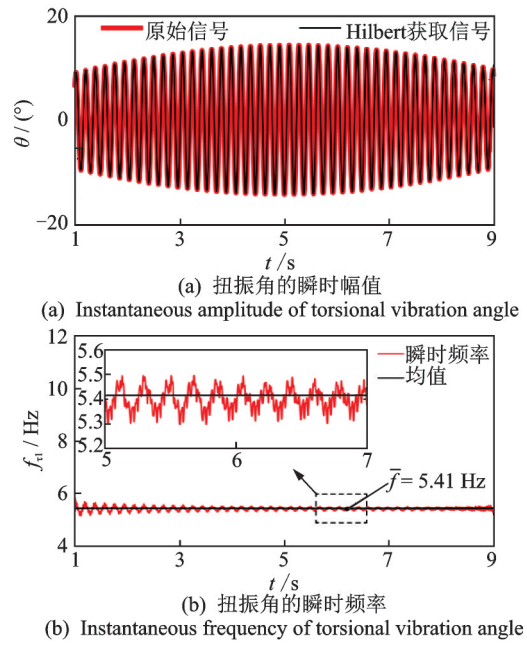 20
原始信号
Hilbert获取信号
10
0
−10
−20
θ / (°)
1
3
5
7
9
t / s
(a) 扭振角的瞬时幅值
(a) Instantaneous amplitude of torsional vibration angle
12
10
8
6
4
瞬时频率
均值
5.6
5.5
5.4
5.3
5.2
5
6
7
f̄ = 5.41 Hz
1
3
5
7
9
t / s
(b) 扭振角的瞬时频率
(b) Instantaneous frequency of torsional vibration angle